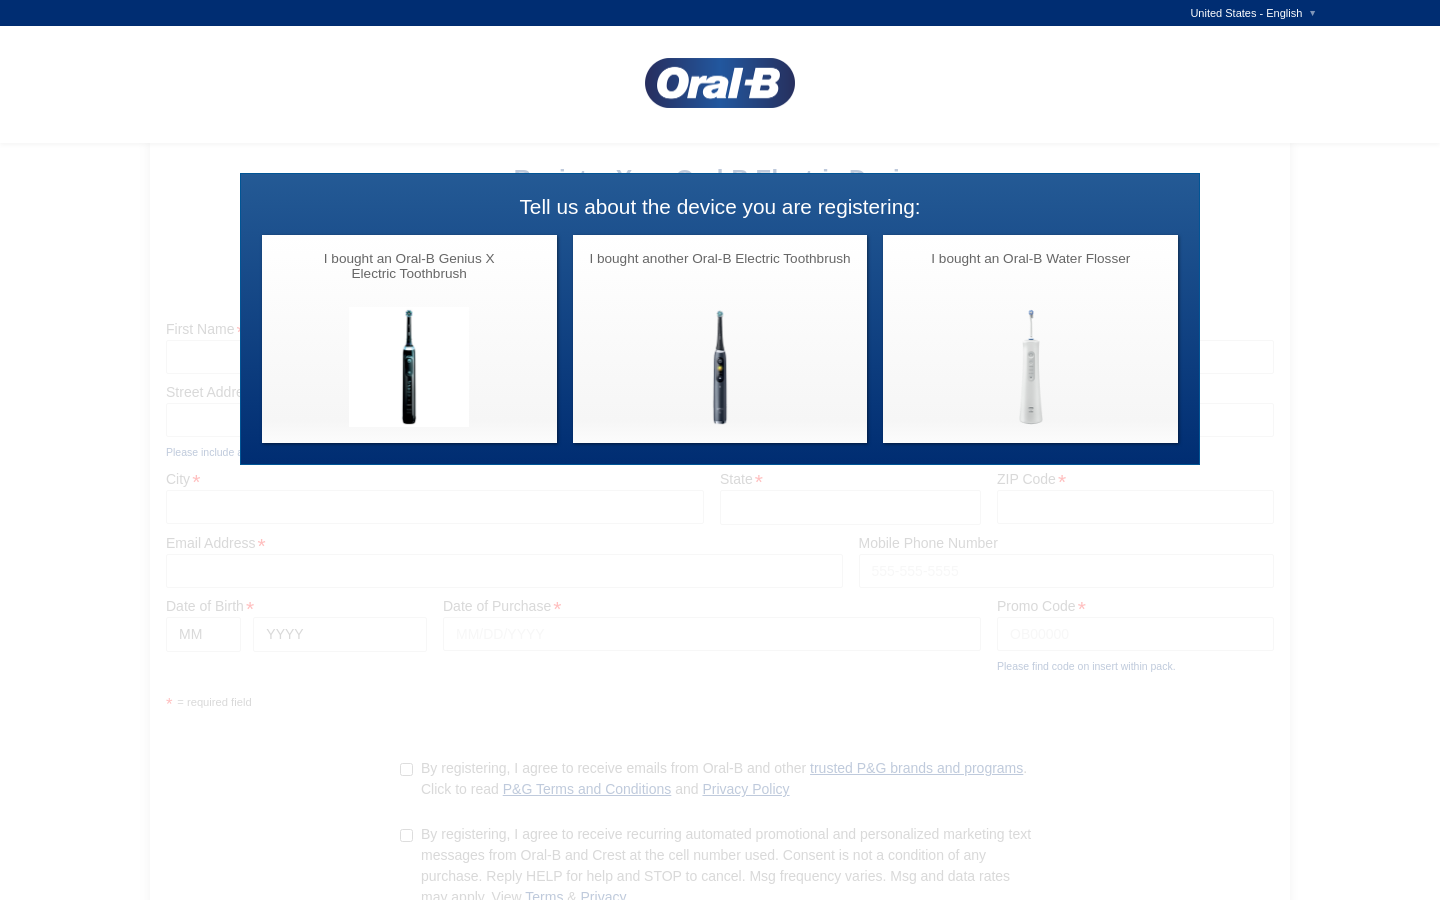 United States - English ▼
Oral-B
Tell us about the device you are registering:
I bought an Oral-B Genius X
Electric Toothbrush
I bought another Oral-B Electric Toothbrush
I bought an Oral-B Water Flosser
First Name
Street Addre
Please include a
City *
State *
ZIP Code *
Email Address *
Mobile Phone Number
555-555-5555
Date of Birth *
Date of Purchase *
Promo Code *
MM
YYYY
MM/DD/YYYY
OB00000
Please find code on insert within pack.
* = required field
By registering, I agree to receive emails from Oral-B and other trusted P&G brands and programs.
Click to read P&G Terms and Conditions and Privacy Policy
By registering, I agree to receive recurring automated promotional and personalized marketing text
messages from Oral-B and Crest at the cell number used. Consent is not a condition of any
purchase. Reply HELP for help and STOP to cancel. Msg frequency varies. Msg and data rates
may apply. View Terms & Privacy